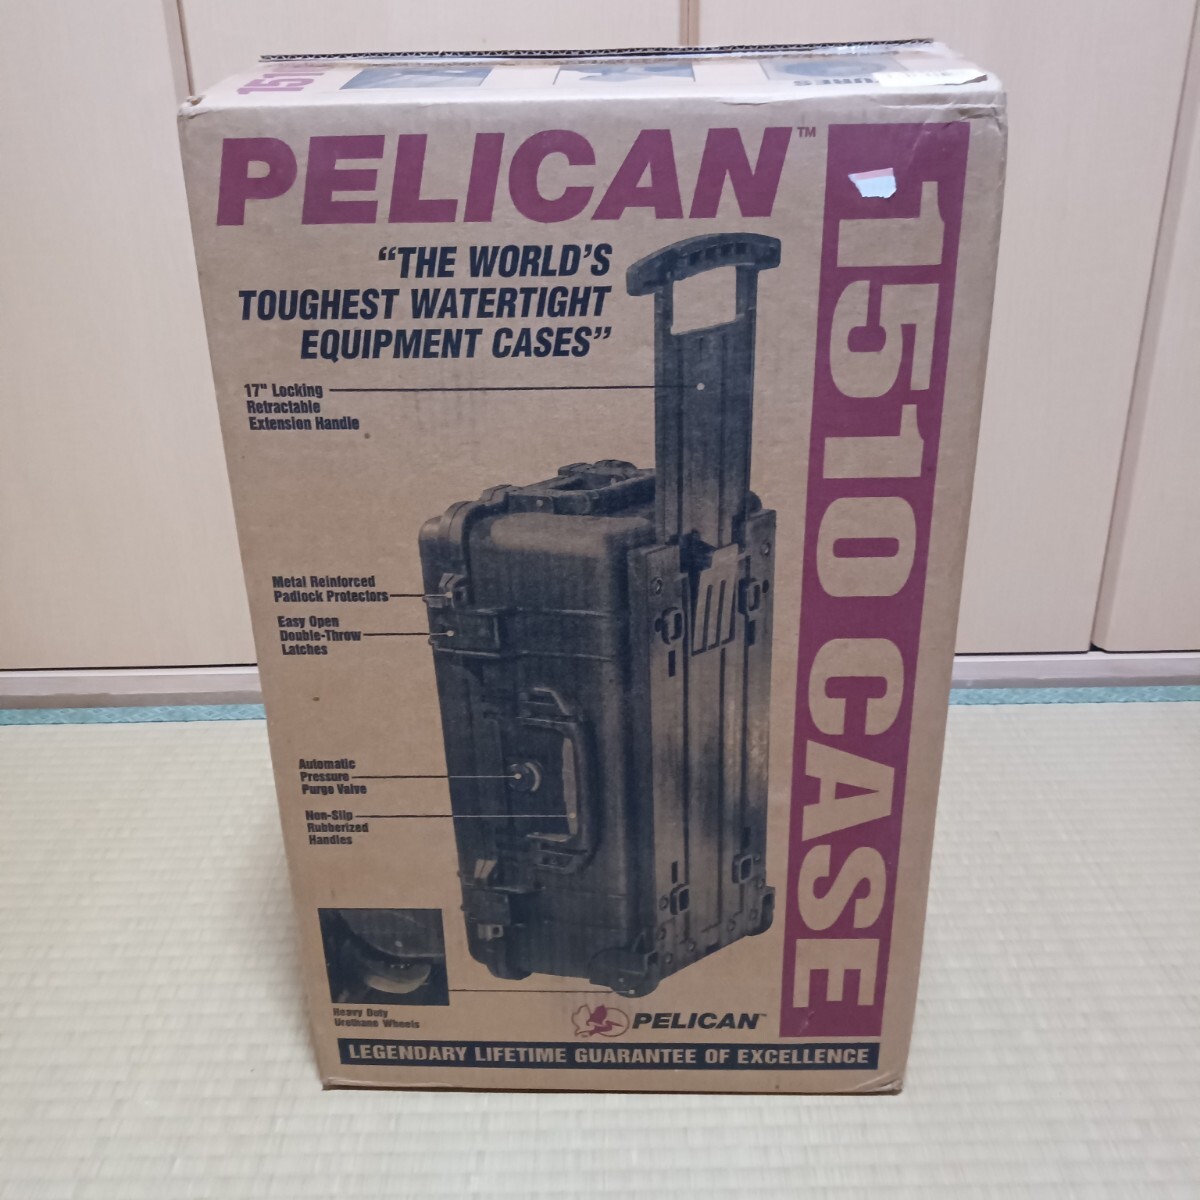 151
PELICAN™
"THE WORLD'S
TOUGHEST WATERTIGHT
EQUIPMENT CASES"
17" Locking
Retractable
Extension Handle
Metal Reinforced
Padlock Protectors
Easy Open
Double-Throw
Latches
Automatic
Pressure
Purge Valve
Non-Slip
Rubberized
Handles
Heavy Duty
Urethane Wheels
PELICAN™
LEGENDARY LIFETIME GUARANTEE OF EXCELLENCE
1510 CASE